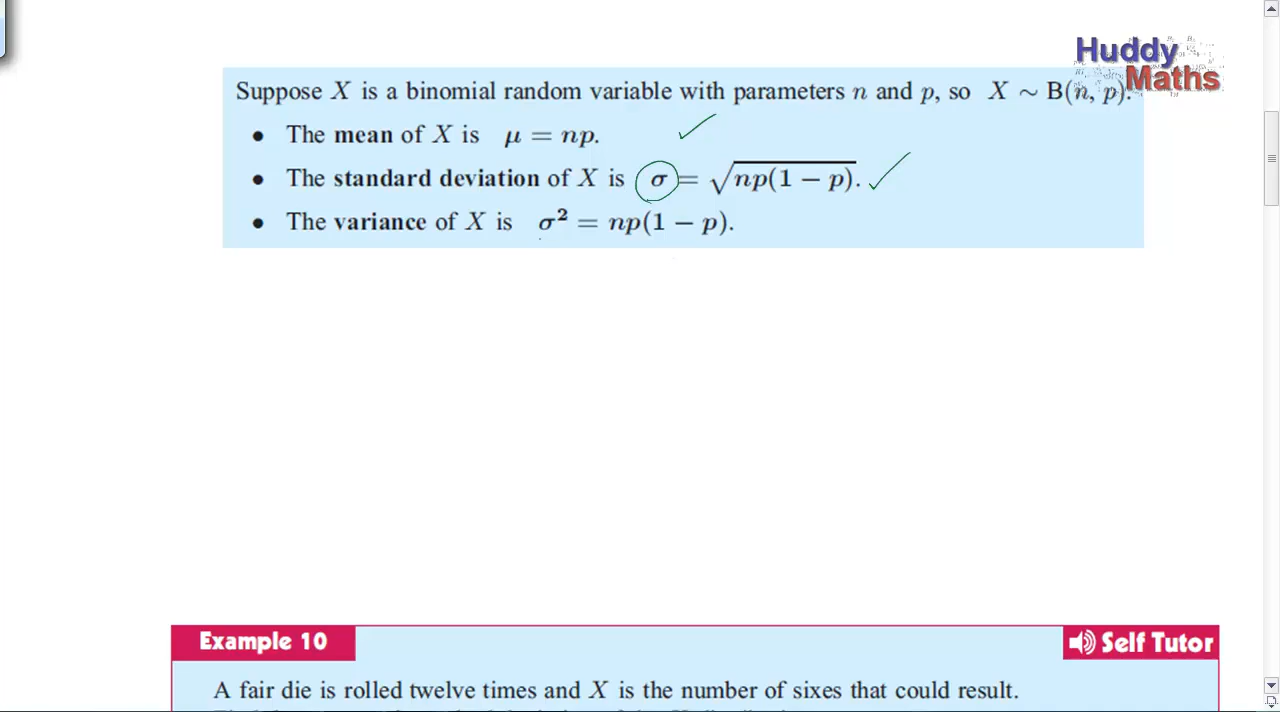 Huddy
Maths
Suppose X is a binomial random variable with parameters n and p, so X ∼ B(n, p).
• The mean of X is μ = np.
• The standard deviation of X is σ = √np(1 − p).
• The variance of X is σ² = np(1 − p).
Example 10
Self Tutor
A fair die is rolled twelve times and X is the number of sixes that could result.